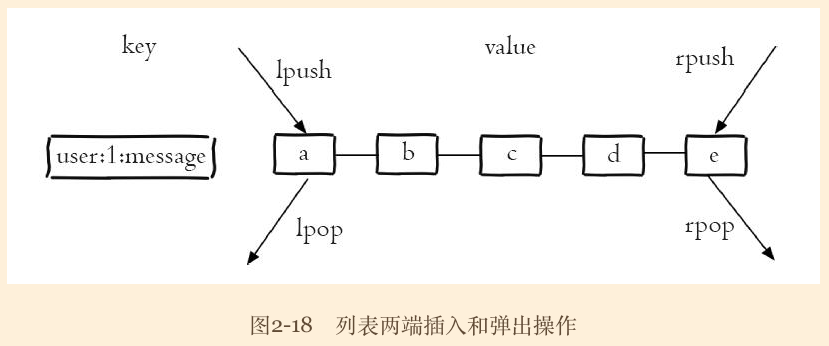 key
value
lpush
rpush
user:1:message
a
b
c
d
e
lpop
rpop
图2-18 列表两端插入和弹出操作